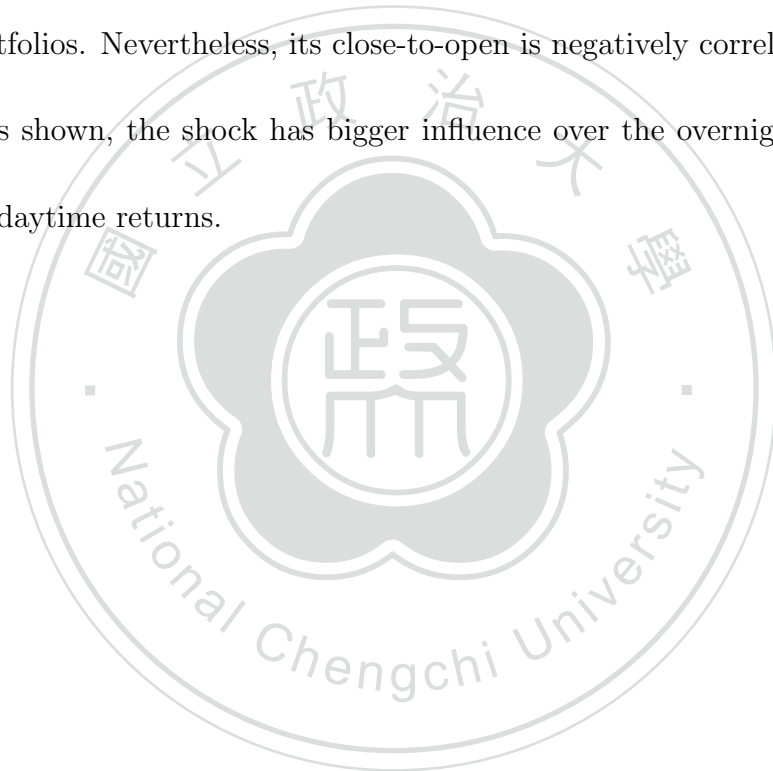 tfolios. Nevertheless, its close-to-open is negatively correl
s shown, the shock has bigger influence over the overnig
daytime returns.
國立政治大學
政
National Chengchi University